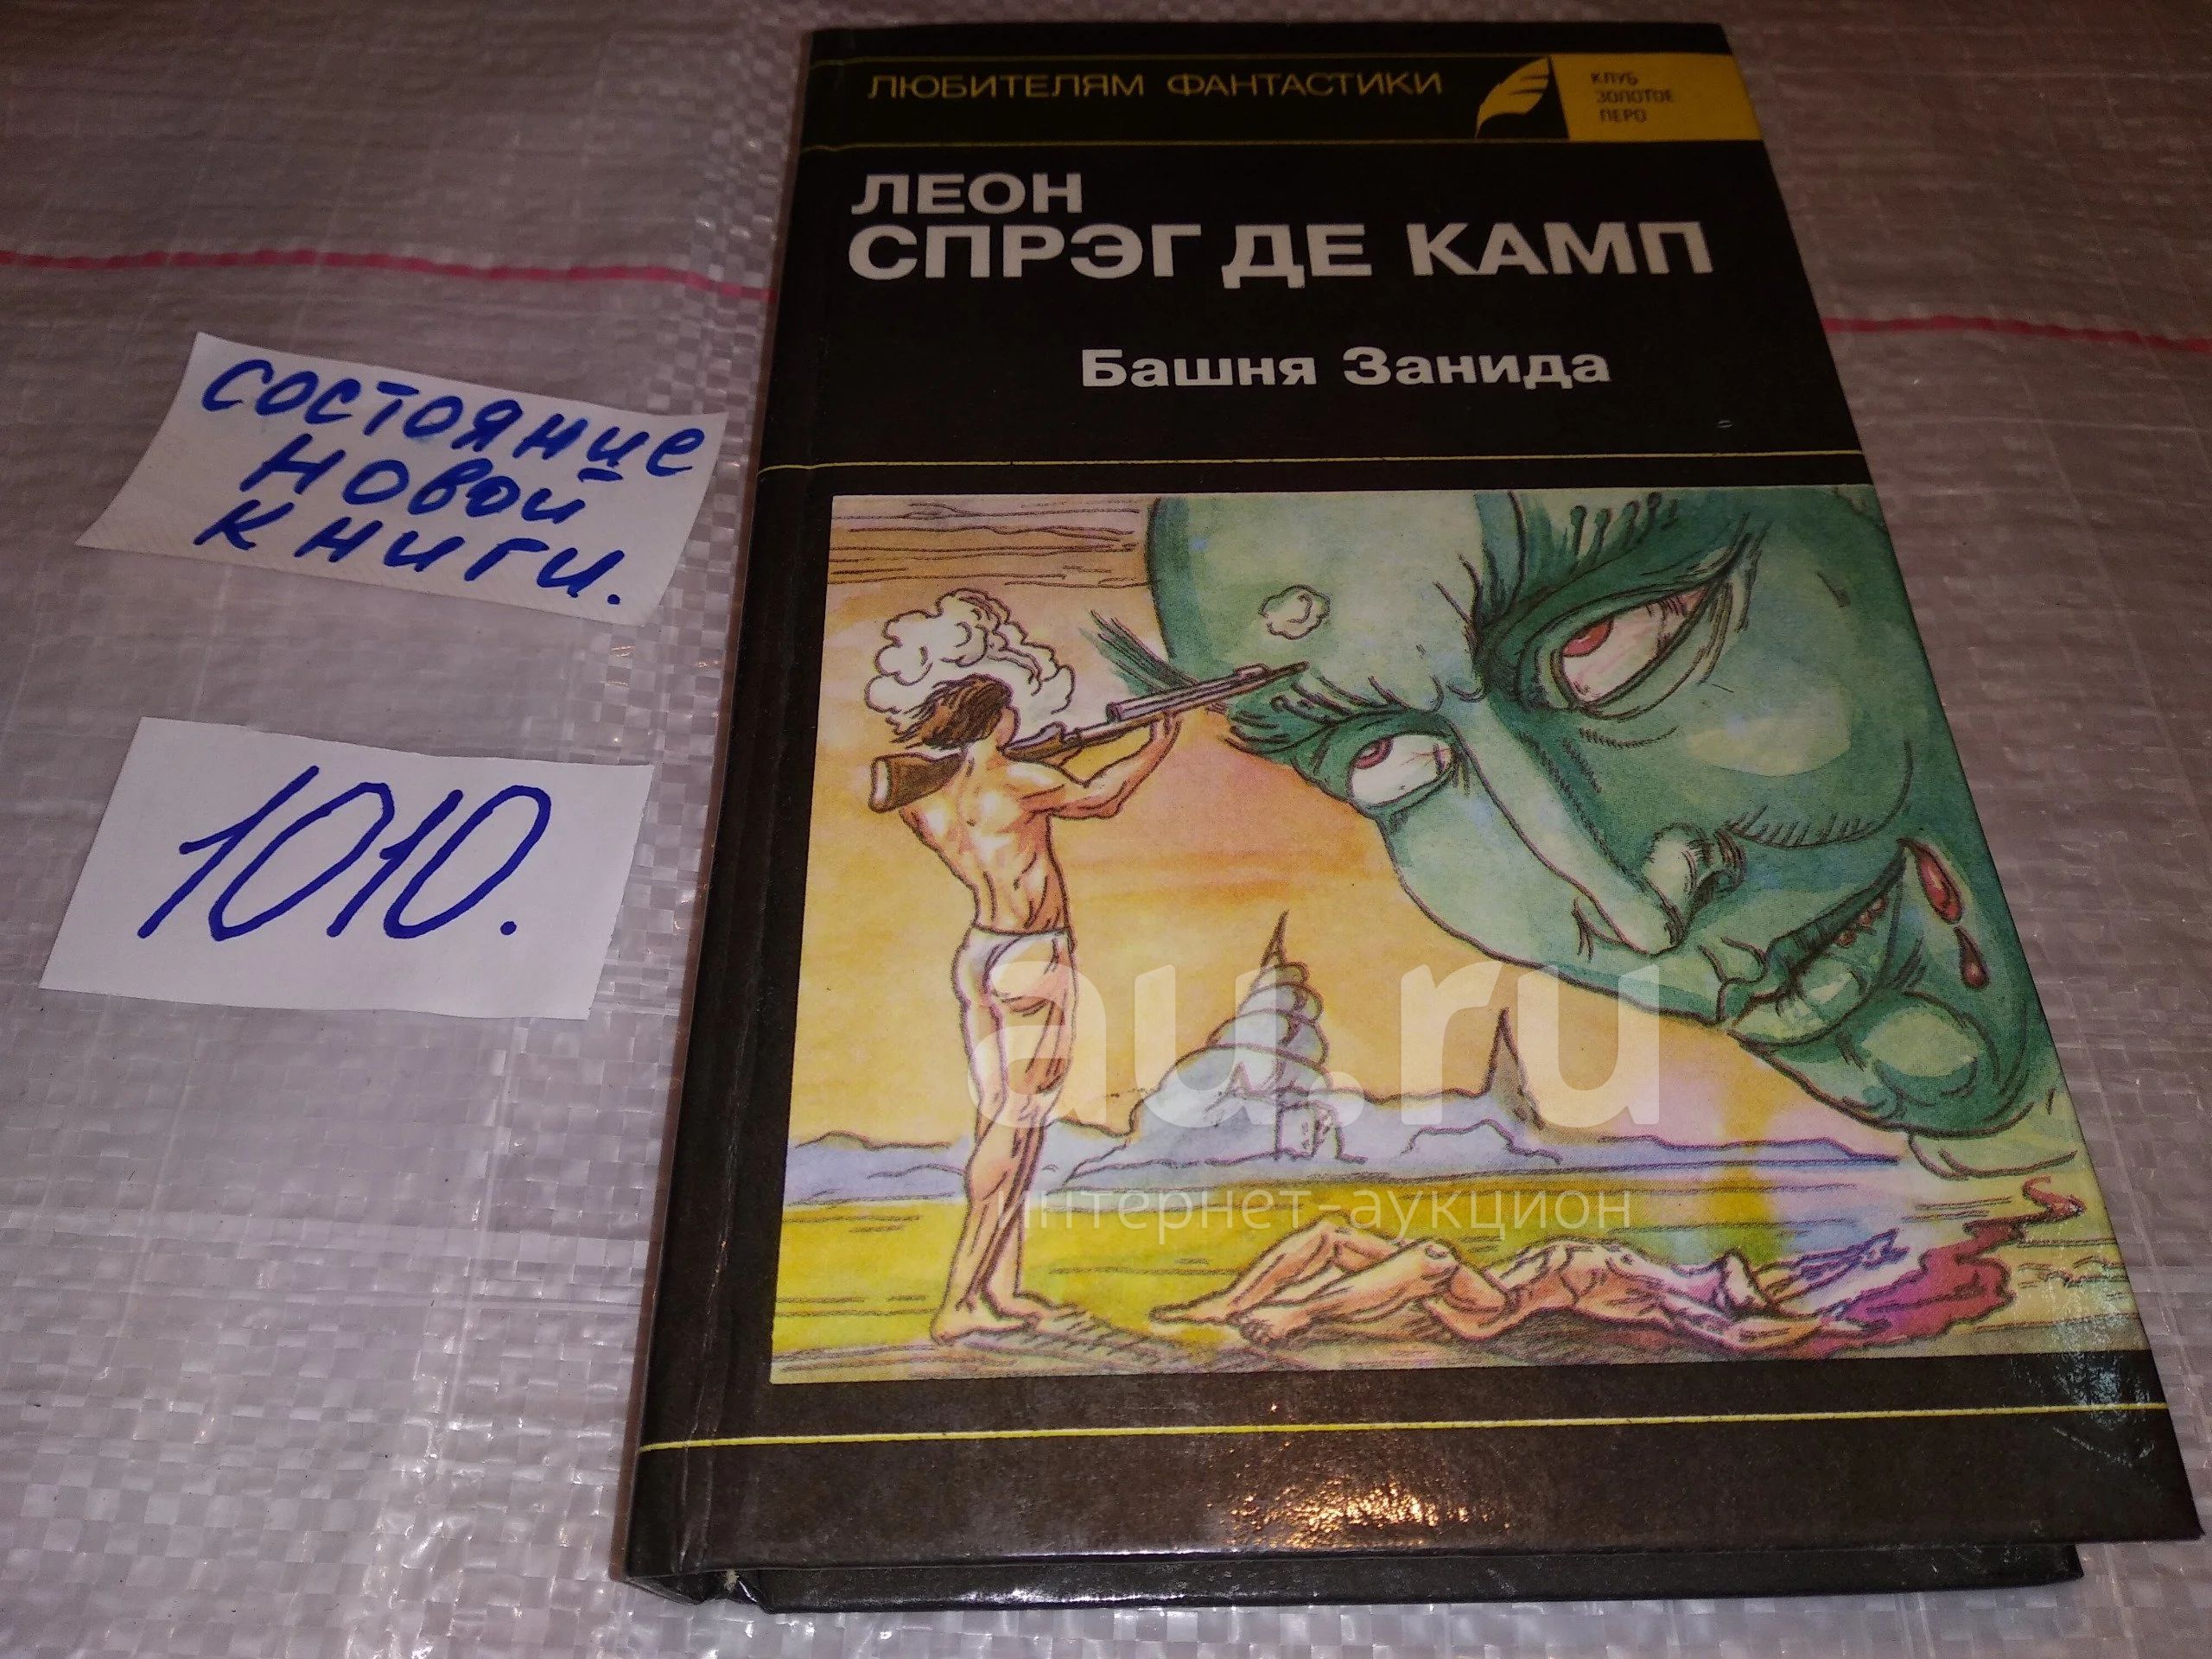 ЛЮБИТЕЛЯМ ФАНТАСТИКИ
КЛУБ
ЗОЛОТОЕ
ПЕРО
ЛЕОН
СПРЭГ ДЕ КАМП
Башня Занида
состояние
новой
книги.
1010.
au.ru
интернет-аукцион